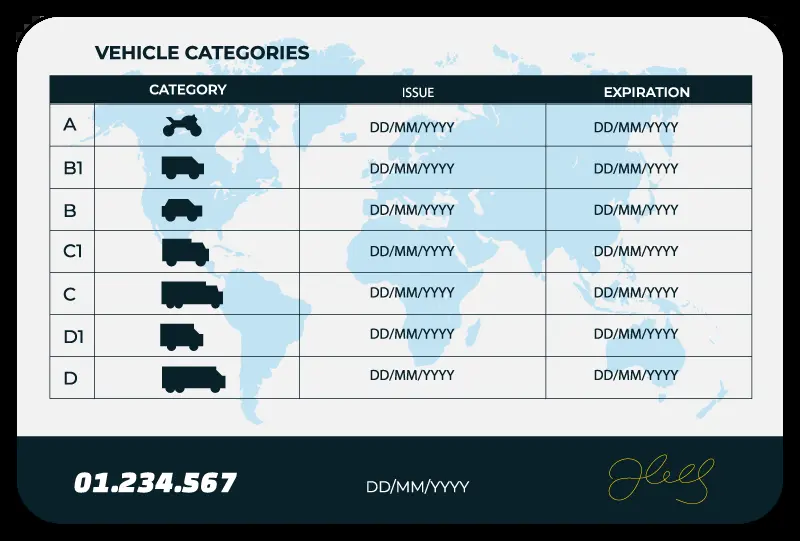 VEHICLE CATEGORIES
CATEGORY ISSUE EXPIRATION
A DD/MM/YYYY DD/MM/YYYY
B1 DD/MM/YYYY DD/MM/YYYY
B DD/MM/YYYY DD/MM/YYYY
C1 DD/MM/YYYY DD/MM/YYYY
C DD/MM/YYYY DD/MM/YYYY
D1 DD/MM/YYYY DD/MM/YYYY
D DD/MM/YYYY DD/MM/YYYY
01.234.567 DD/MM/YYYY